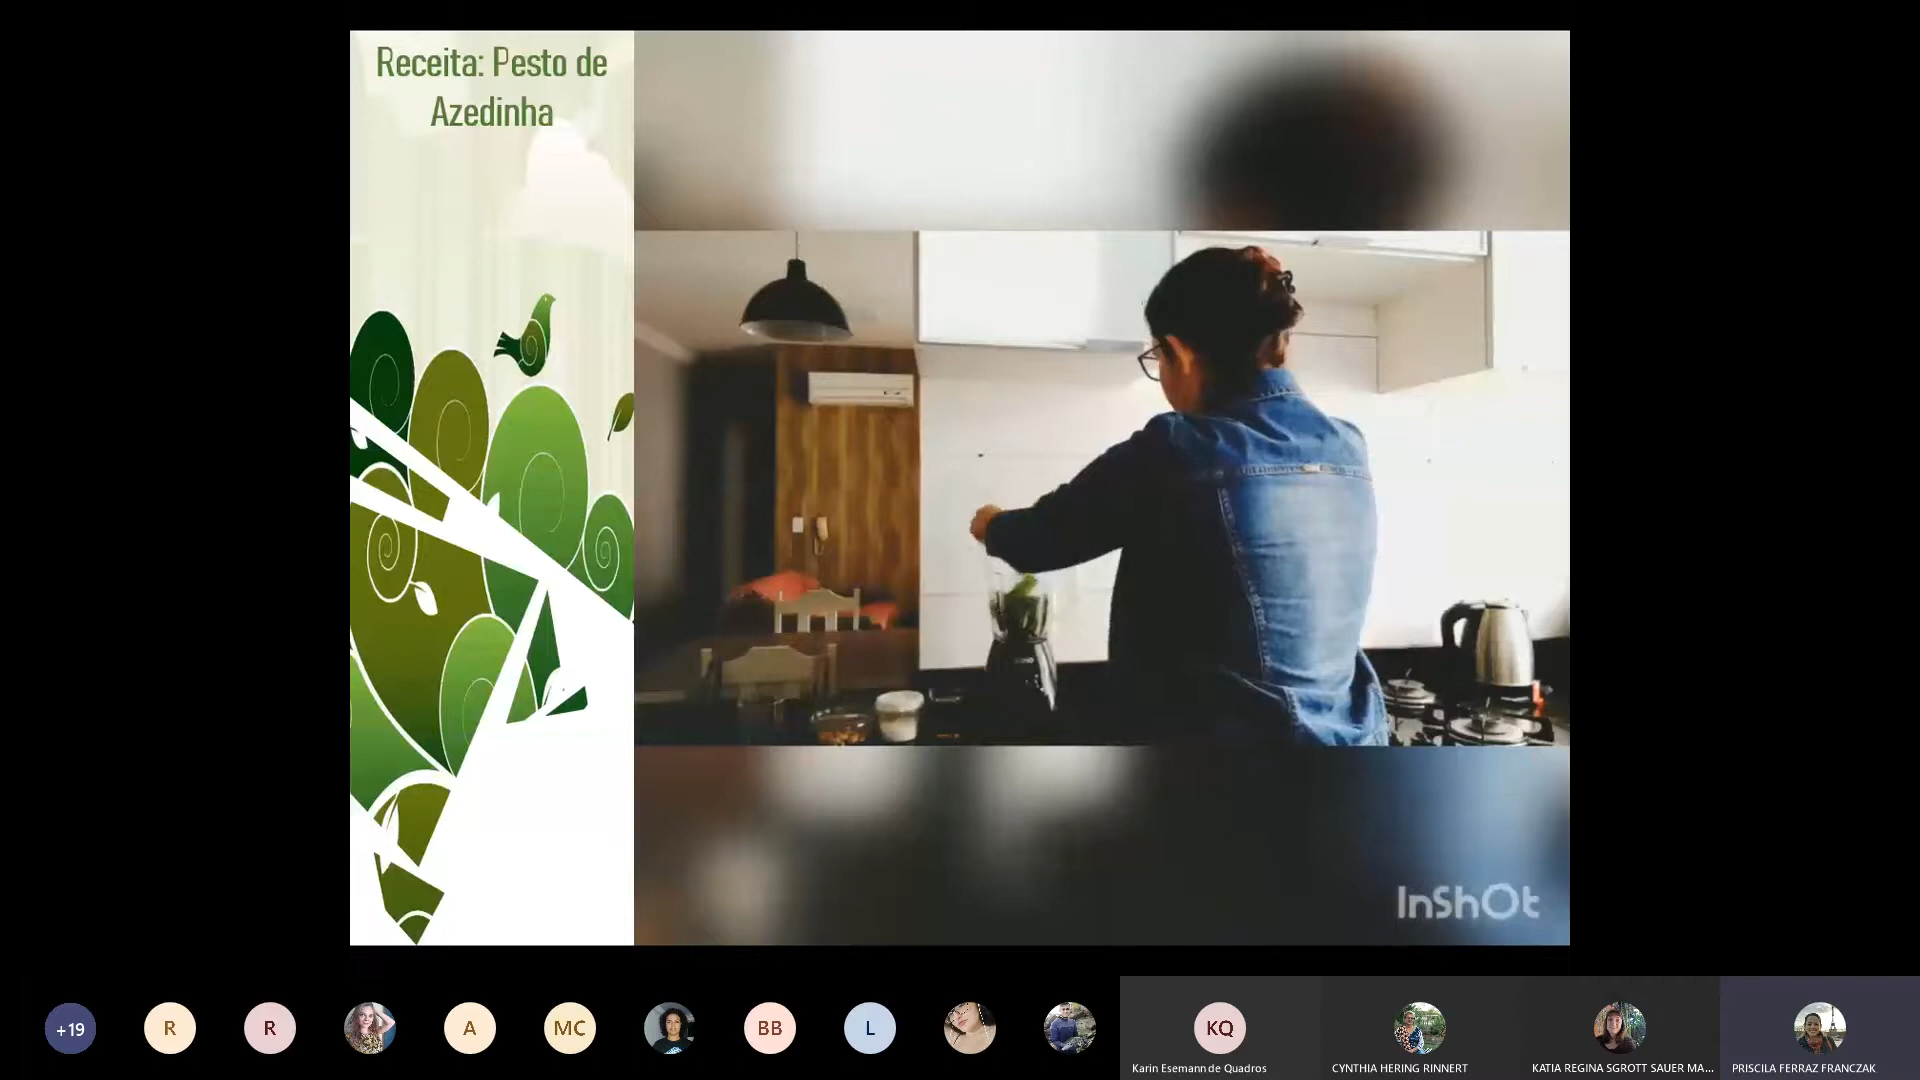 Receita: Pesto de
Azedinha
InShOt
+19
R
R
A
MC
BB
L
KQ
Karin Esemann de Quadros
CYNTHIA HERING RINNERT
KATIA REGINA SGROTT SAUER MA...
PRISCILA FERRAZ FRANCZAK